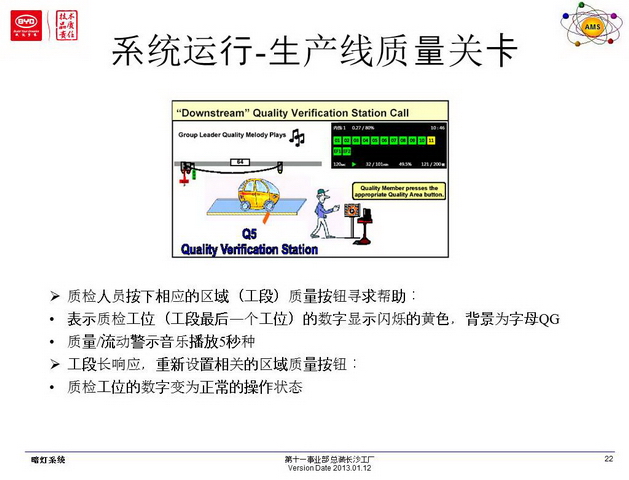 BYD
技术 品质
品质 责任
AMS
系统运行-生产线质量关卡
“Downstream” Quality Verification Station Call
Group Leader Quality Melody Plays
内饰 1 0.27 / 80% 10 : 46
01 02 03 04 05 06 07 08 09 10 11
120
32 / 101
49.5%
121 / 200
64
Quality Member presses the
appropriate Quality Area button.
Q5
Quality Verification Station
➢ 质检人员按下相应的区域（工段）质量按钮寻求帮助：
• 表示质检工位（工段最后一个工位）的数字显示闪烁的黄色，背景为字母QG
• 质量/流动警示音乐播放5秒种
➢ 工段长响应，重新设置相关的区域质量按钮：
• 质检工位的数字变为正常的操作状态
暗灯系统
第十一事业部总装长沙工厂
Version Date 2013.01.12
22